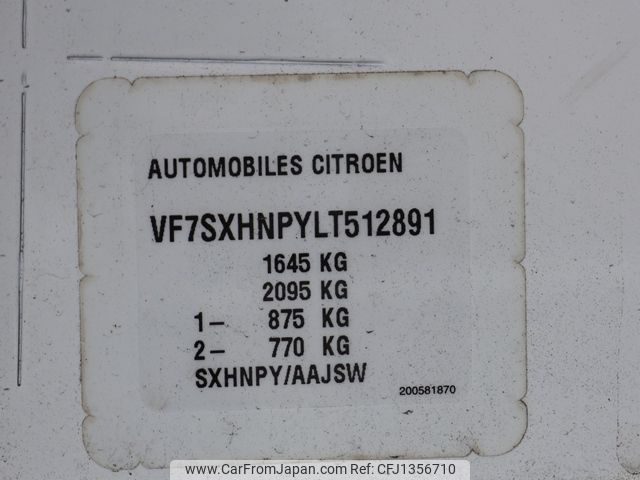 AUTOMOBILES CITROEN
VF7SXHNPYLT512891
1645 KG
2095 KG
1– 875 KG
2– 770 KG
SXHNPY/AAJSW
200581870
www.CarFromJapan.com Ref: CFJ1356710